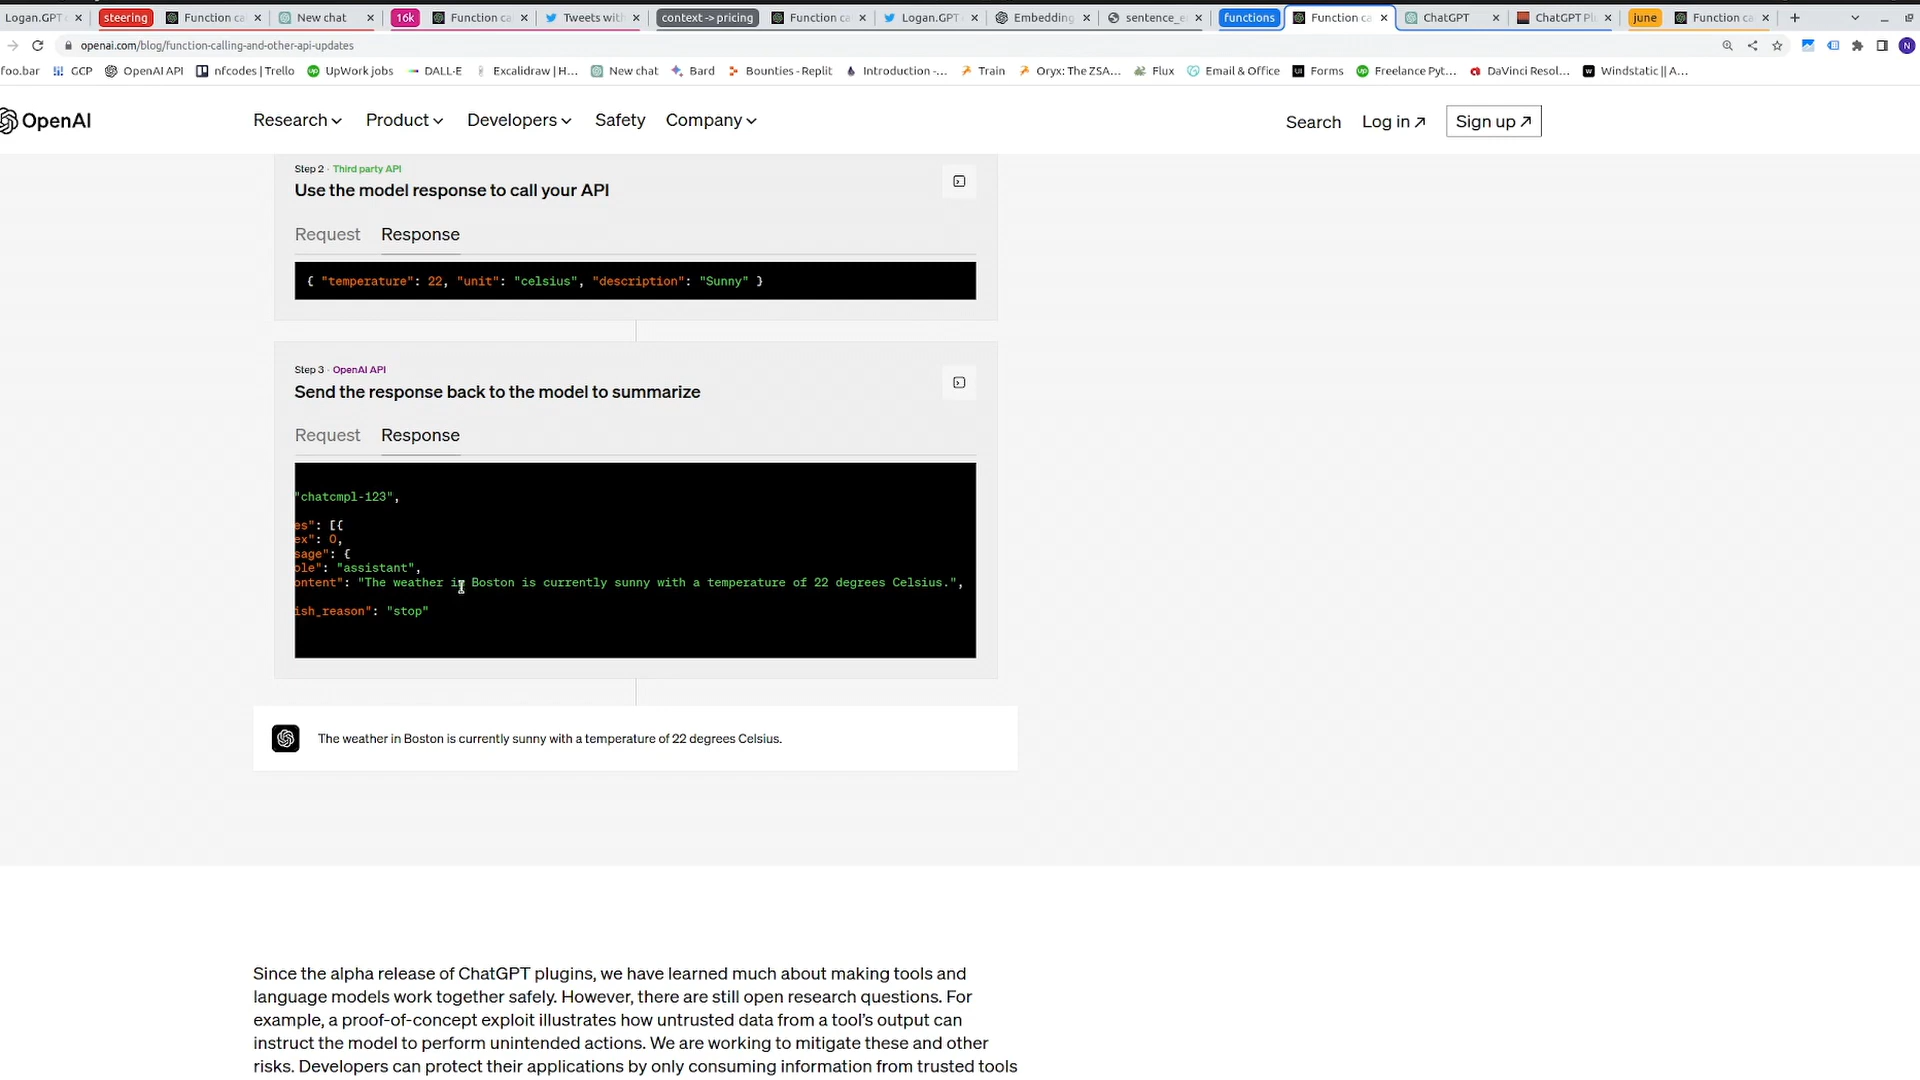 Logan.GPT
steering
Function ca
New chat
16k
Function ca
Tweets with
context -> pricing
Function ca
Logan.GPT
Embedding
sentence_e
functions
Function ca
ChatGPT
ChatGPT Pl
june
Function ca
openai.com/blog/function-calling-and-other-api-updates
N
foo.bar
GCP
OpenAI API
nfcodes | Trello
UpWork jobs
DALL-E
Excalidraw | H...
New chat
Bard
Bounties - Replit
Introduction -...
Train
Oryx: The ZSA...
Flux
Email & Office
Forms
Freelance Pyt...
DaVinci Resol...
Windstatic || A...
OpenAI
Research
Product
Developers
Safety
Company
Search
Log in ↗
Sign up ↗
Step 2 · Third party API
Use the model response to call your API
Request Response
{ "temperature": 22, "unit": "celsius", "description": "Sunny" }
Step 3 · OpenAI API
Send the response back to the model to summarize
Request Response
"chatcmpl-123",
es": [{
ex": 0,
sage": {
ole": "assistant",
ontent": "The weather in Boston is currently sunny with a temperature of 22 degrees Celsius.",
ish_reason": "stop"
The weather in Boston is currently sunny with a temperature of 22 degrees Celsius.
Since the alpha release of ChatGPT plugins, we have learned much about making tools and
language models work together safely. However, there are still open research questions. For
example, a proof-of-concept exploit illustrates how untrusted data from a tool's output can
instruct the model to perform unintended actions. We are working to mitigate these and other
risks. Developers can protect their applications by only consuming information from trusted tools